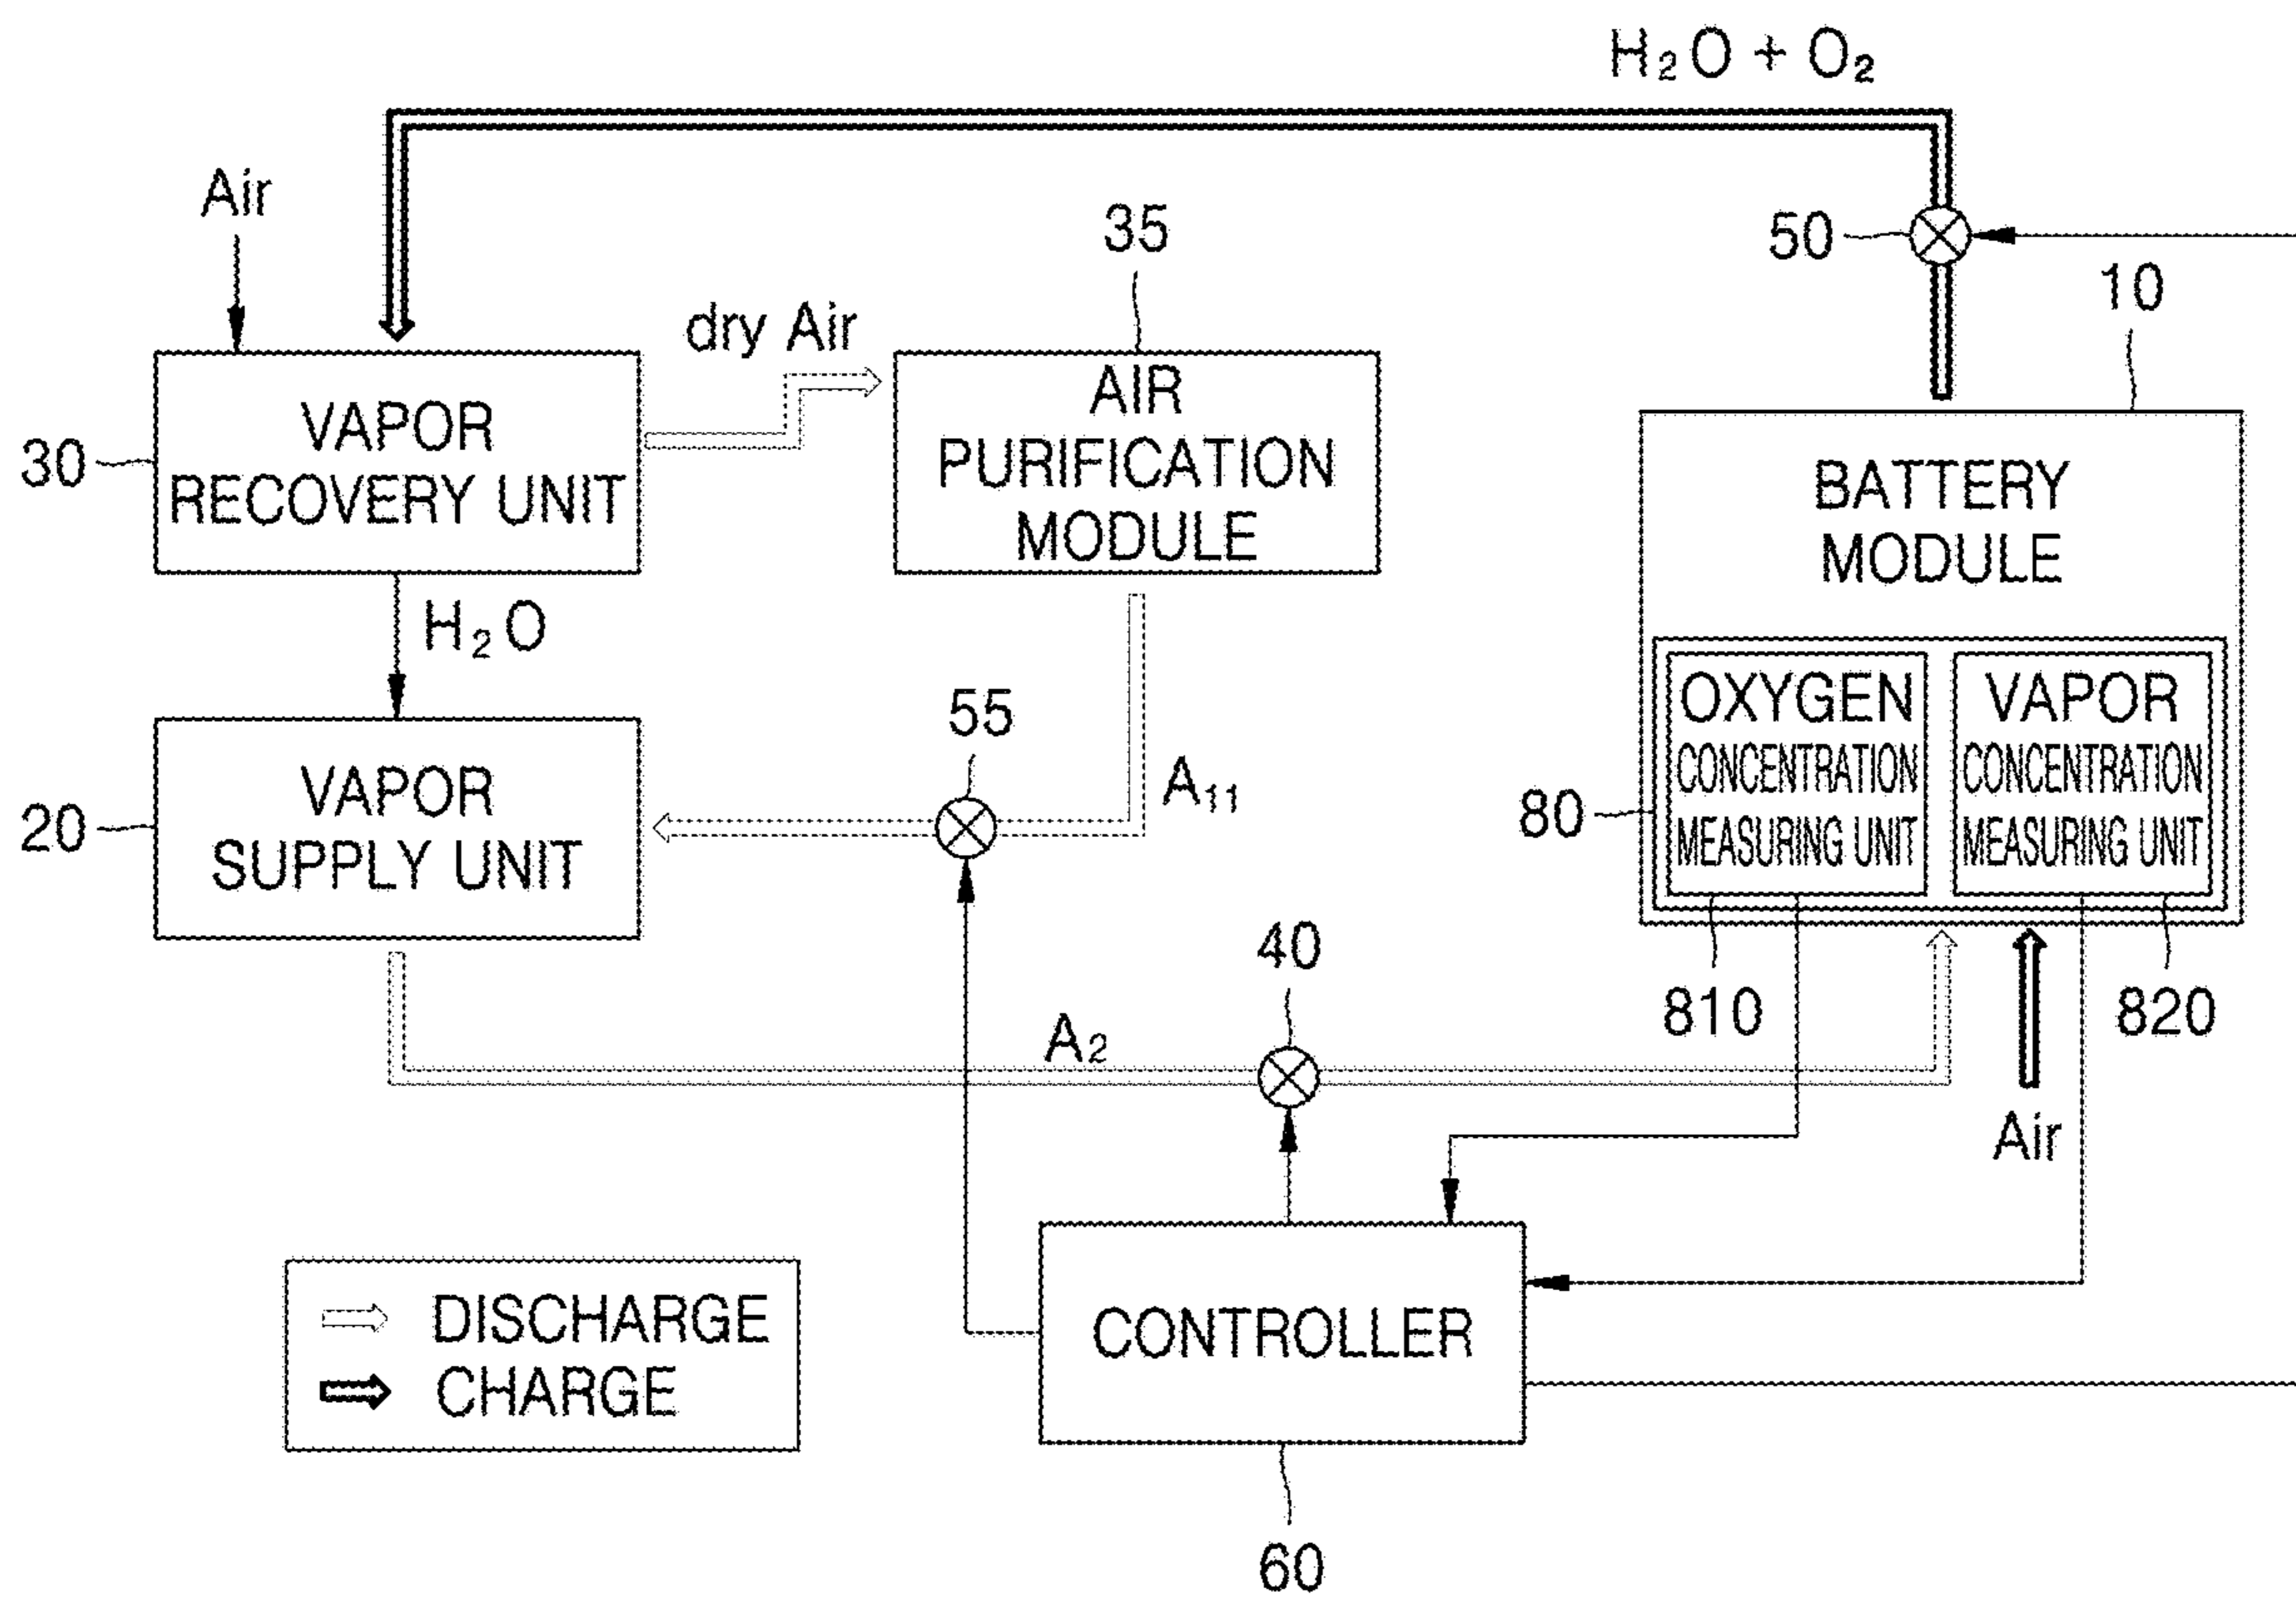 H₂O + O₂
Air
35
50
10
dry Air
30
VAPOR
RECOVERY UNIT
AIR
PURIFICATION
MODULE
BATTERY
MODULE
H₂O
55
A₁₁
20
VAPOR
SUPPLY UNIT
80
OXYGEN
CONCENTRATION
MEASURING UNIT
VAPOR
CONCENTRATION
MEASURING UNIT
40
810
820
A₂
Air
DISCHARGE
CHARGE
CONTROLLER
60